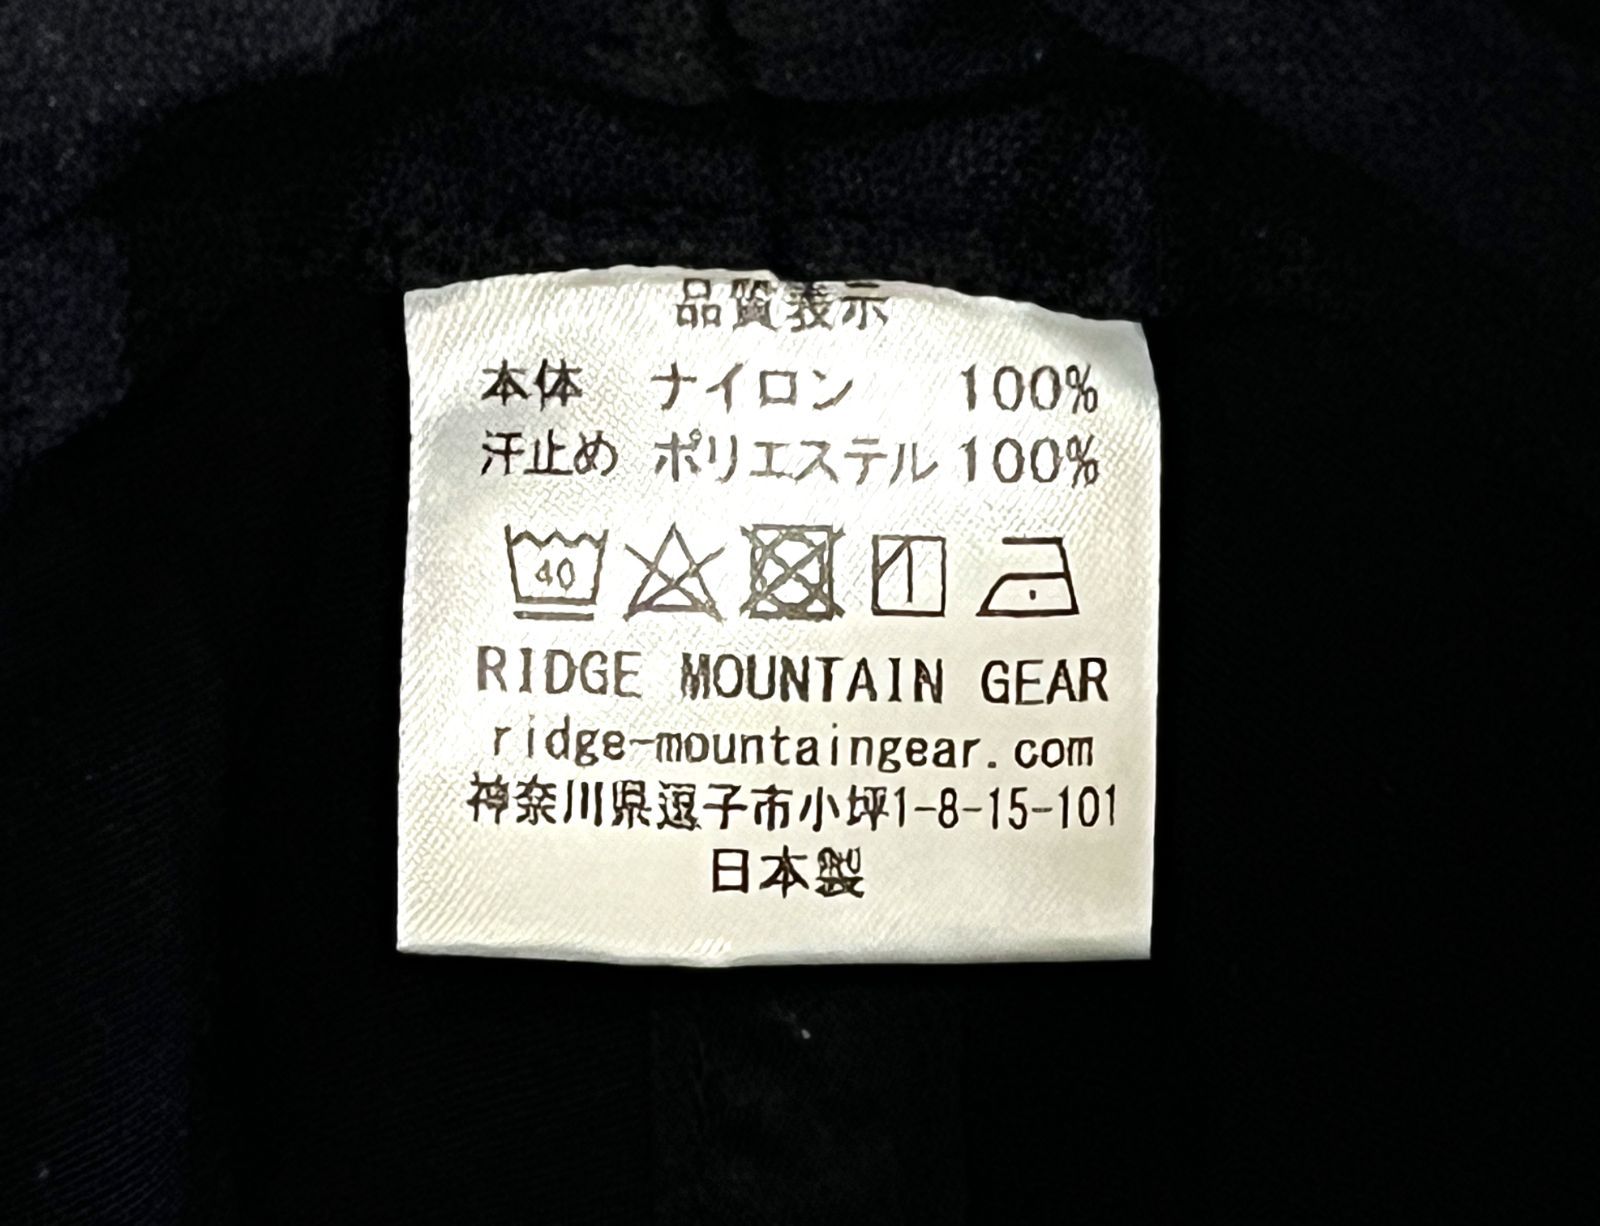 品質表示
本体 ナイロン 100%
汗止め ポリエステル 100%
40
RIDGE MOUNTAIN GEAR
ridge-mountaingear.com
神奈川県逗子市小坪1-8-15-101
日本製